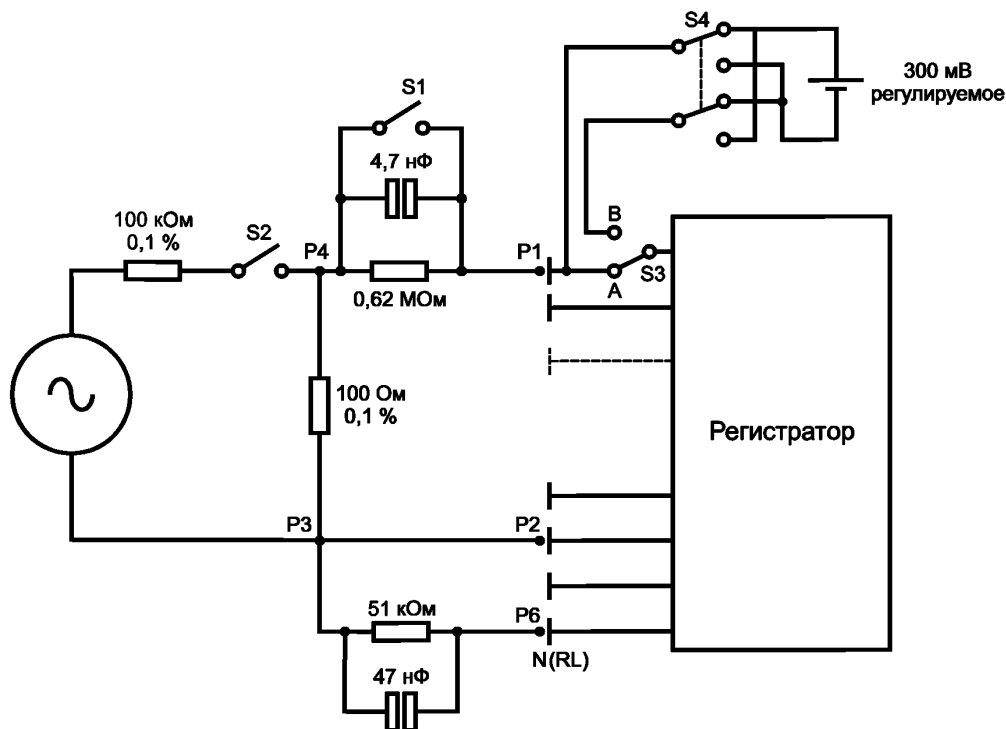 S4
300 мВ
регулируемое
S1
4,7 нФ
100 кОм
0,1 %
S2
P4
P1
B
S3
A
0,62 МОм
100 Ом
0,1 %
Регистратор
P3
P2
51 кОм
P6
N(RL)
47 нФ